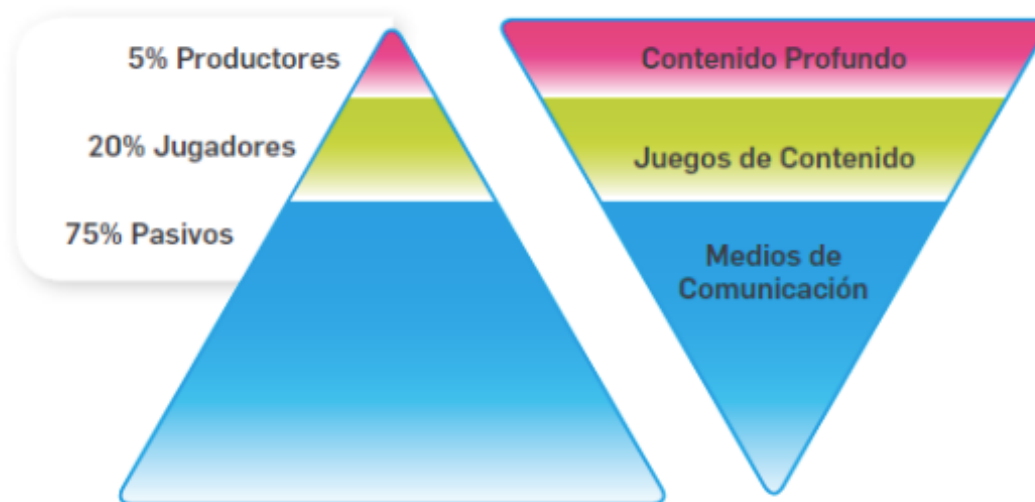 5% Productores
20% Jugadores
75% Pasivos
Contenido Profundo
Juegos de Contenido
Medios de
Comunicación